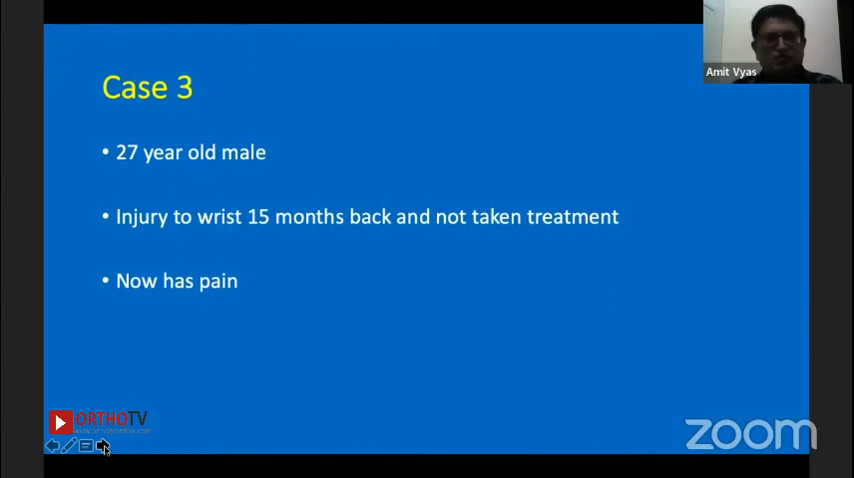 Amit Vyas
Case 3
• 27 year old male
• Injury to wrist 15 months back and not taken treatment
• Now has pain
ORTHOTV
zoom